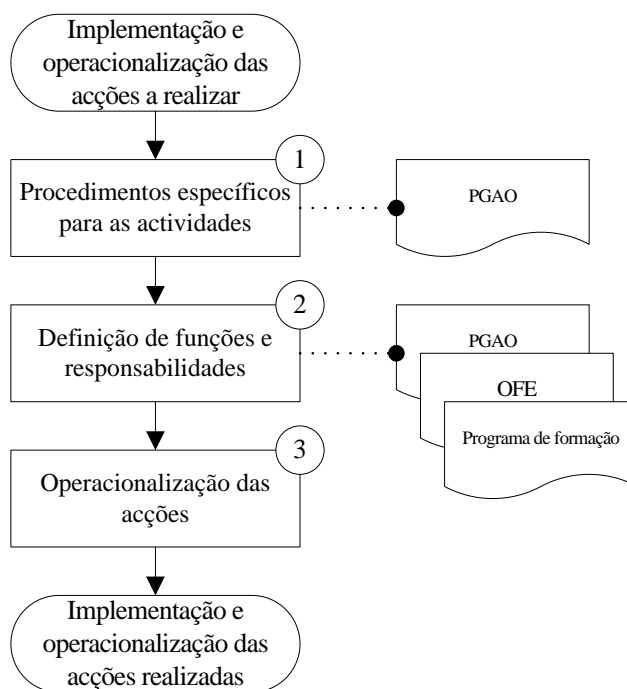 Implementação e
operacionalização das
acções a realizar
1
Procedimentos específicos
para as actividades
PGAO
2
Definição de funções e
responsabilidades
PGAO
OFE
Programa de formação
3
Operacionalização das
acções
Implementação e
operacionalização das
acções realizadas